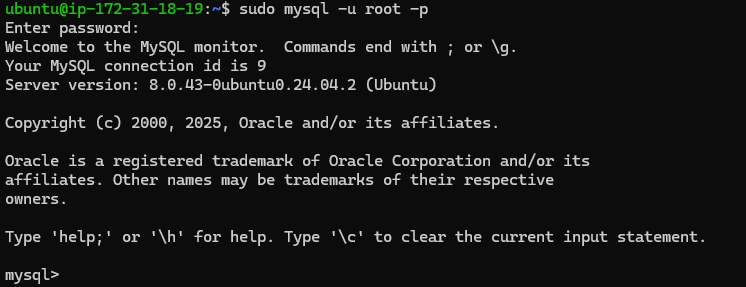 ubuntu@ip-172-31-18-19:~$ sudo mysql -u root -p
Enter password:
Welcome to the MySQL monitor.  Commands end with ; or \g.
Your MySQL connection id is 9
Server version: 8.0.43-0ubuntu0.24.04.2 (Ubuntu)

Copyright (c) 2000, 2025, Oracle and/or its affiliates.

Oracle is a registered trademark of Oracle Corporation and/or its
affiliates. Other names may be trademarks of their respective
owners.

Type 'help;' or '\h' for help. Type '\c' to clear the current input statement.

mysql>